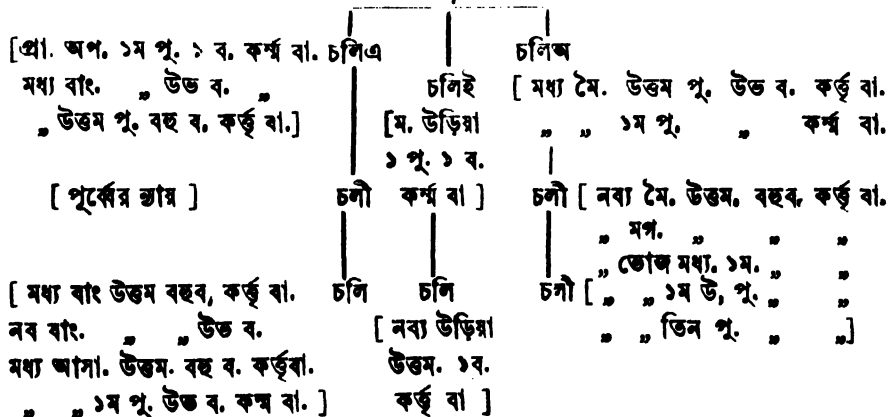 [প্রা. অপ. ১ম পু. ১ ব. কর্ম্ম বা. চলিএ চলিঅ
মধ্য বাং. „ উভ ব. „ চলিই [ মধ্য মৈ. উত্তম পু. উভ ব. কর্ত্তৃ বা.
„ উত্তম পু. বহু ব. কর্ত্তৃ বা.] [ম. উড়িয়া „ „ ১ম পু. „ কর্ম্ম বা.
১ পু. ১ ব.
[ পূর্ব্বের ন্যায় ] চলী কর্ম্ম বা ] চলী [ নব্য মৈ. উত্তম. বহুব, কর্ত্তৃ বা.
„ মগ. „ „ „
„ ভোজ মধ্য. ১ম. „ „
[ মধ্য বাং উত্তম বহুব, কর্ত্তৃ বা. চলি চলি চলী [ „ „ ১ম উ, পু. „ „
নব বাং. „ „ উভ ব. [ নব্য উড়িয়া „ „ তিন পু. „ „]
মধ্য আসা. উত্তম. বহু ব. কর্ত্তৃবা. উত্তম. ১ব.
„ „ ১ম পু. উভ ব. কর্ম্ম বা. ] কর্ত্তৃ বা ]